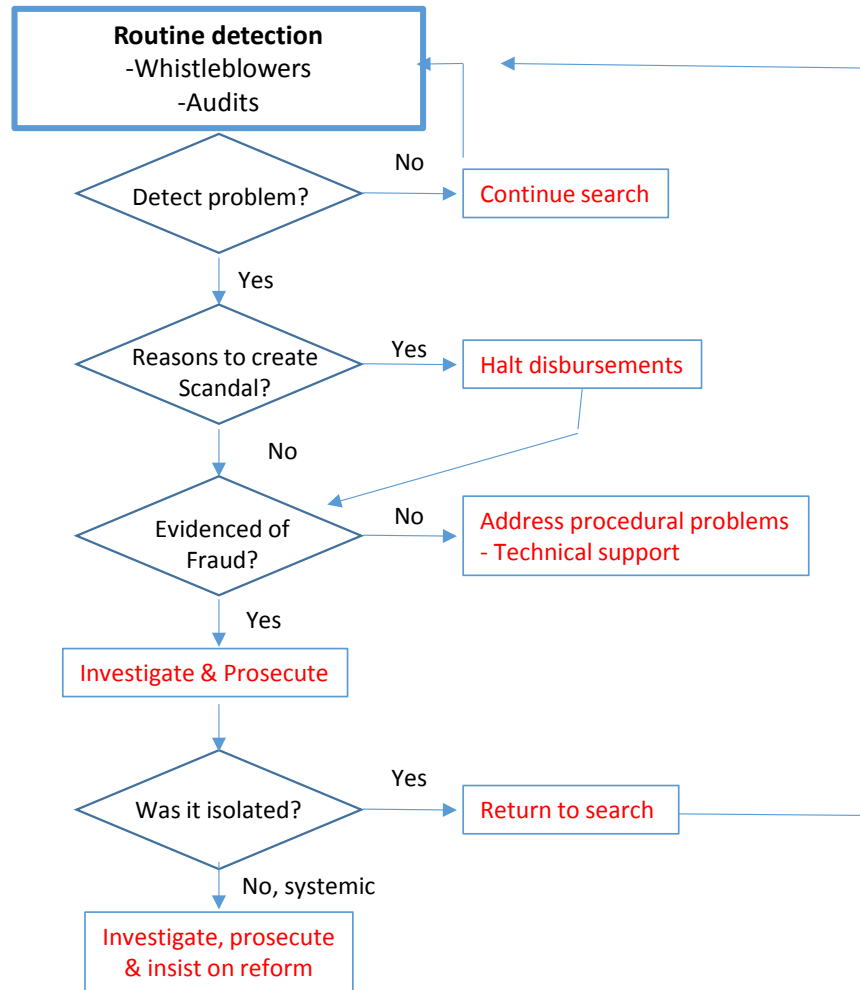 Routine detection
-Whistleblowers
-Audits
No
Detect problem?
Continue search
Yes
Reasons to create
Scandal?
Yes
Halt disbursements
No
Evidenced of
Fraud?
No
Address procedural problems
- Technical support
Yes
Investigate & Prosecute
Was it isolated?
Yes
Return to search
No, systemic
Investigate, prosecute
& insist on reform